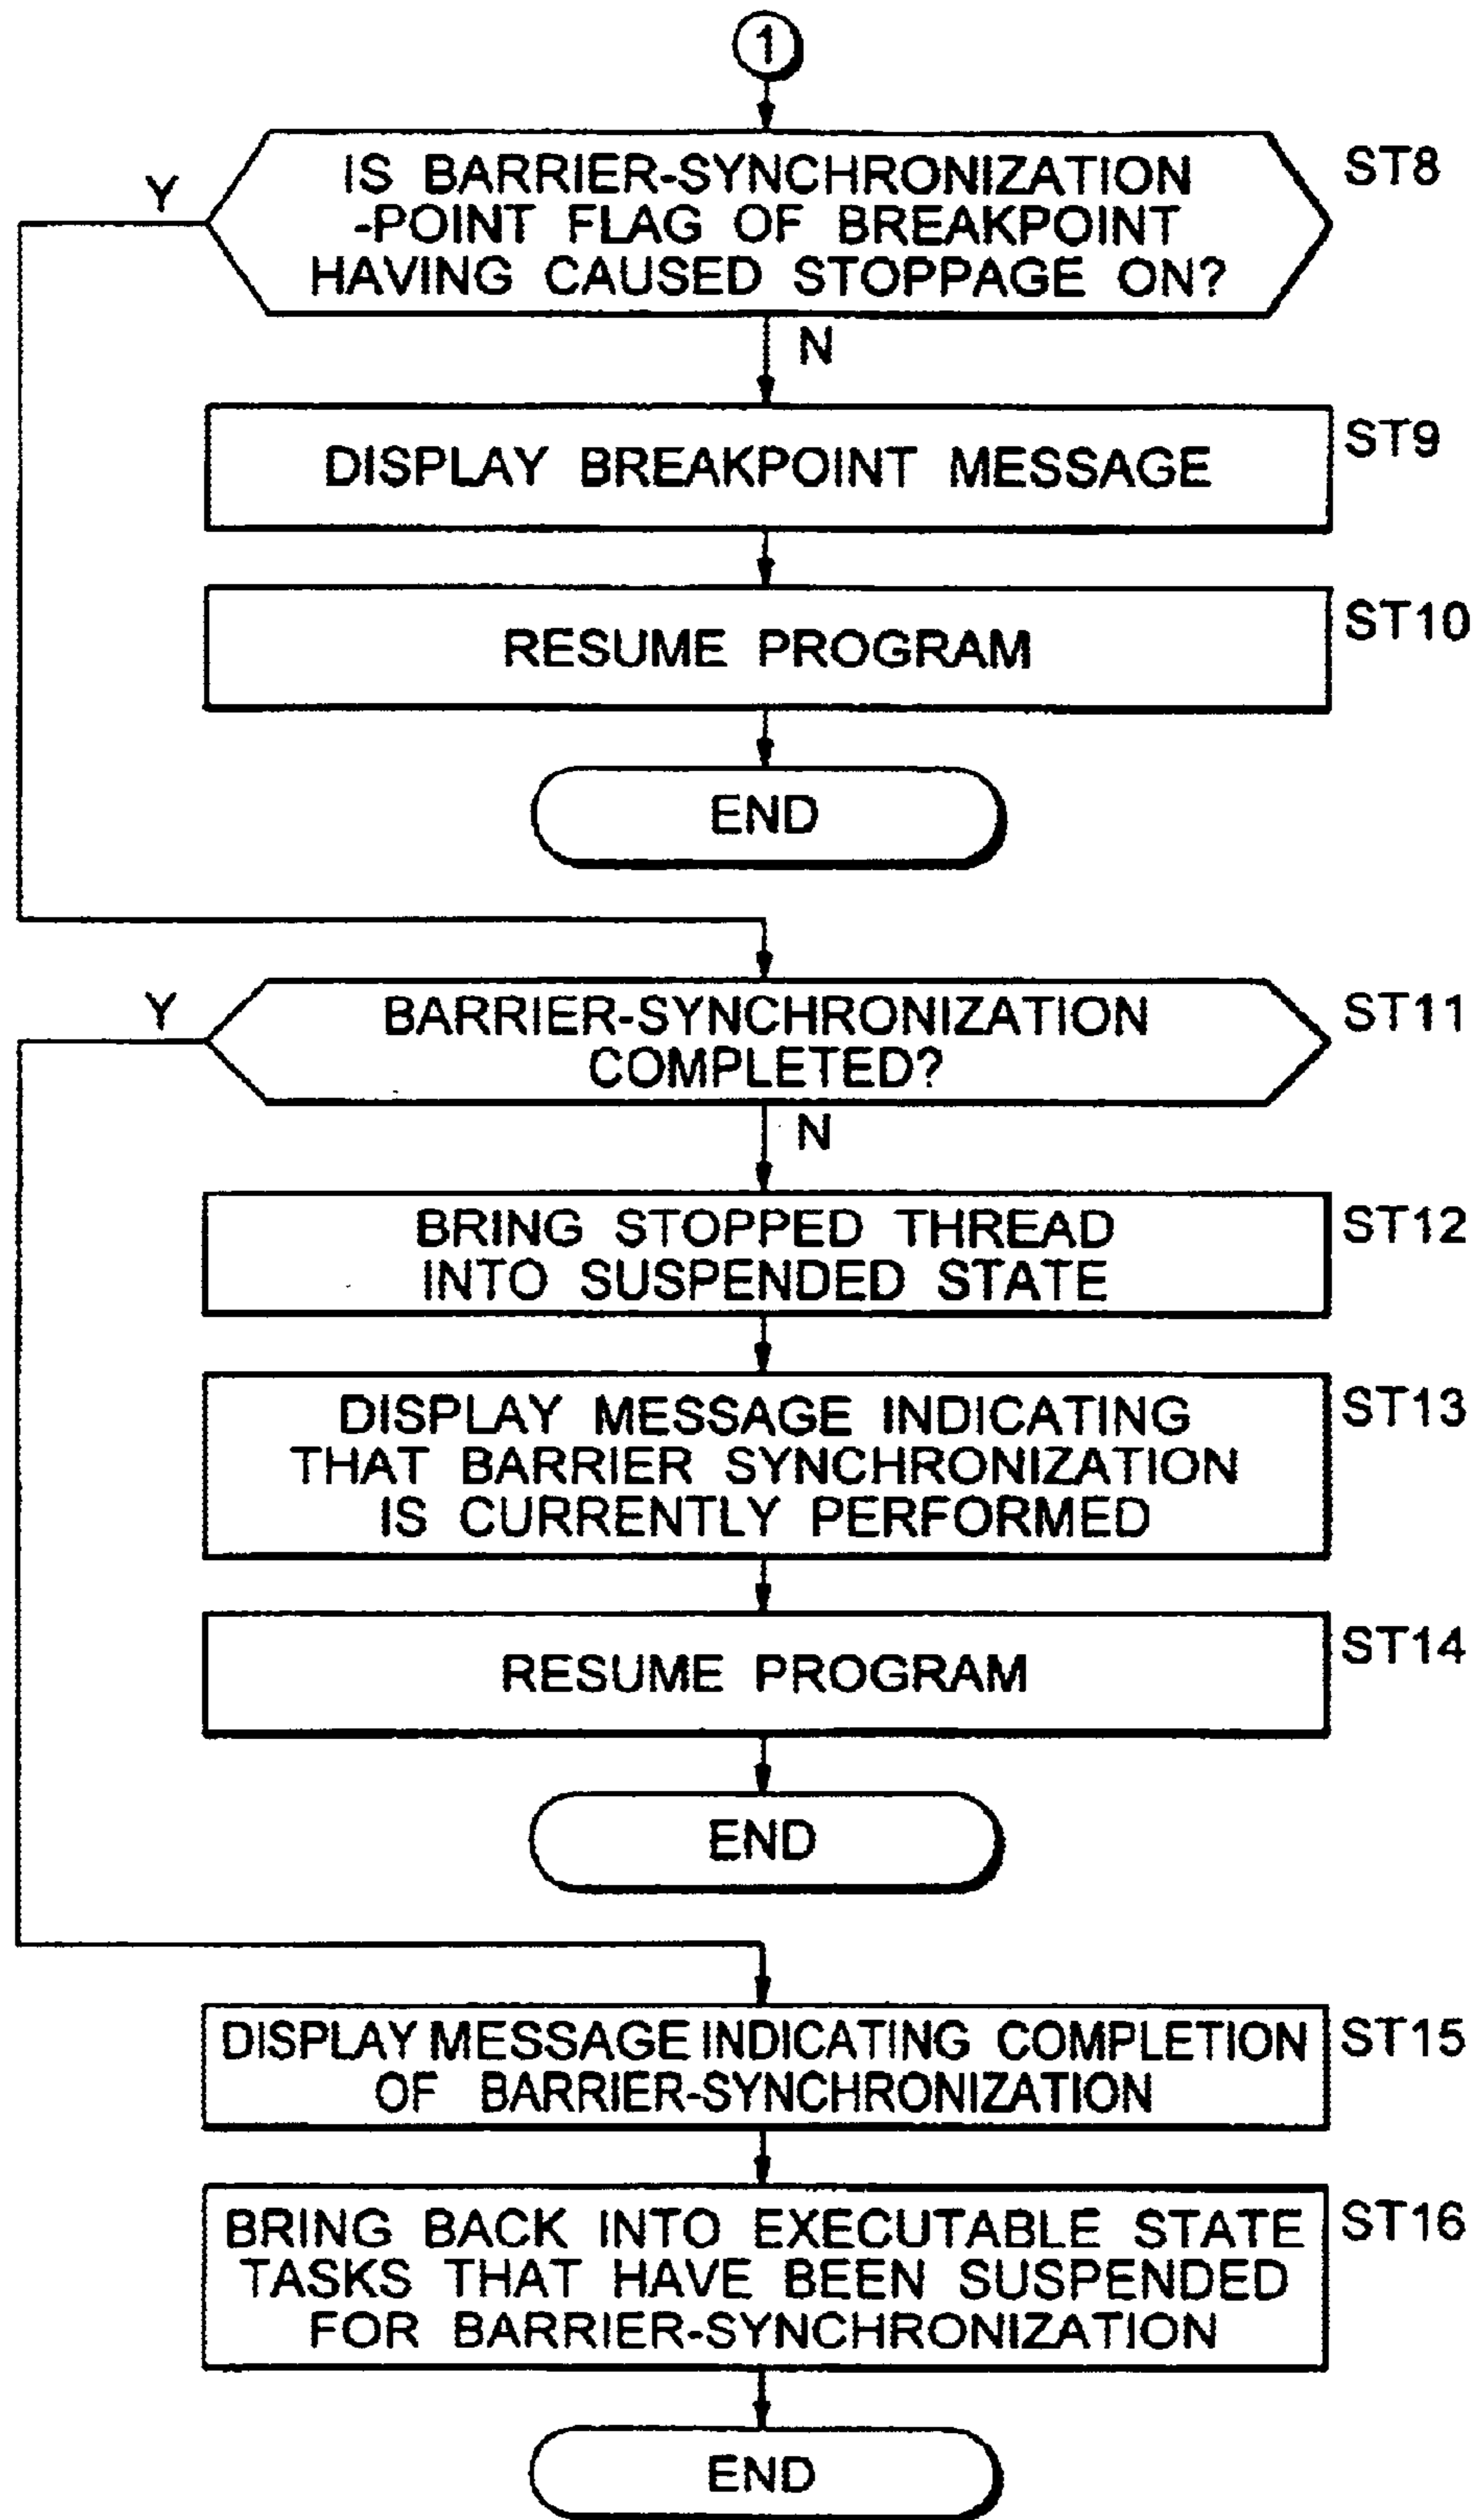 1
IS BARRIER-SYNCHRONIZATION
-POINT FLAG OF BREAKPOINT
HAVING CAUSED STOPPAGE ON?
ST8
Y
N
DISPLAY BREAKPOINT MESSAGE
ST9
RESUME PROGRAM
ST10
END
BARRIER-SYNCHRONIZATION
COMPLETED?
ST11
Y
N
BRING STOPPED THREAD
INTO SUSPENDED STATE
ST12
DISPLAY MESSAGE INDICATING
THAT BARRIER SYNCHRONIZATION
IS CURRENTLY PERFORMED
ST13
RESUME PROGRAM
ST14
END
DISPLAY MESSAGE INDICATING COMPLETION
OF BARRIER-SYNCHRONIZATION
ST15
BRING BACK INTO EXECUTABLE STATE
TASKS THAT HAVE BEEN SUSPENDED
FOR BARRIER-SYNCHRONIZATION
ST16
END